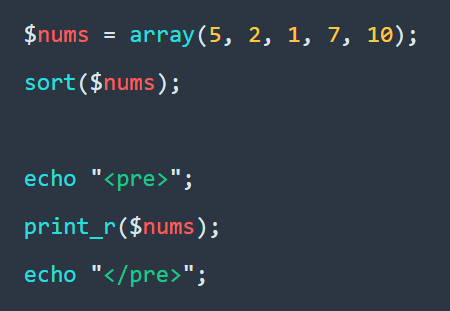 $nums = array(5, 2, 1, 7, 10);
sort($nums);
echo "<pre>";
print_r($nums);
echo "</pre>";